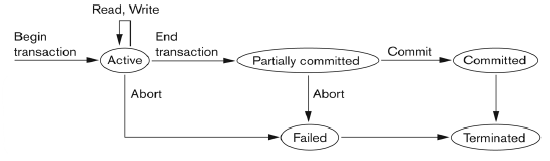 Read, Write
Begin
transaction
End
transaction
Active
Partially committed
Commit
Committed
Abort
Abort
Failed
Terminated